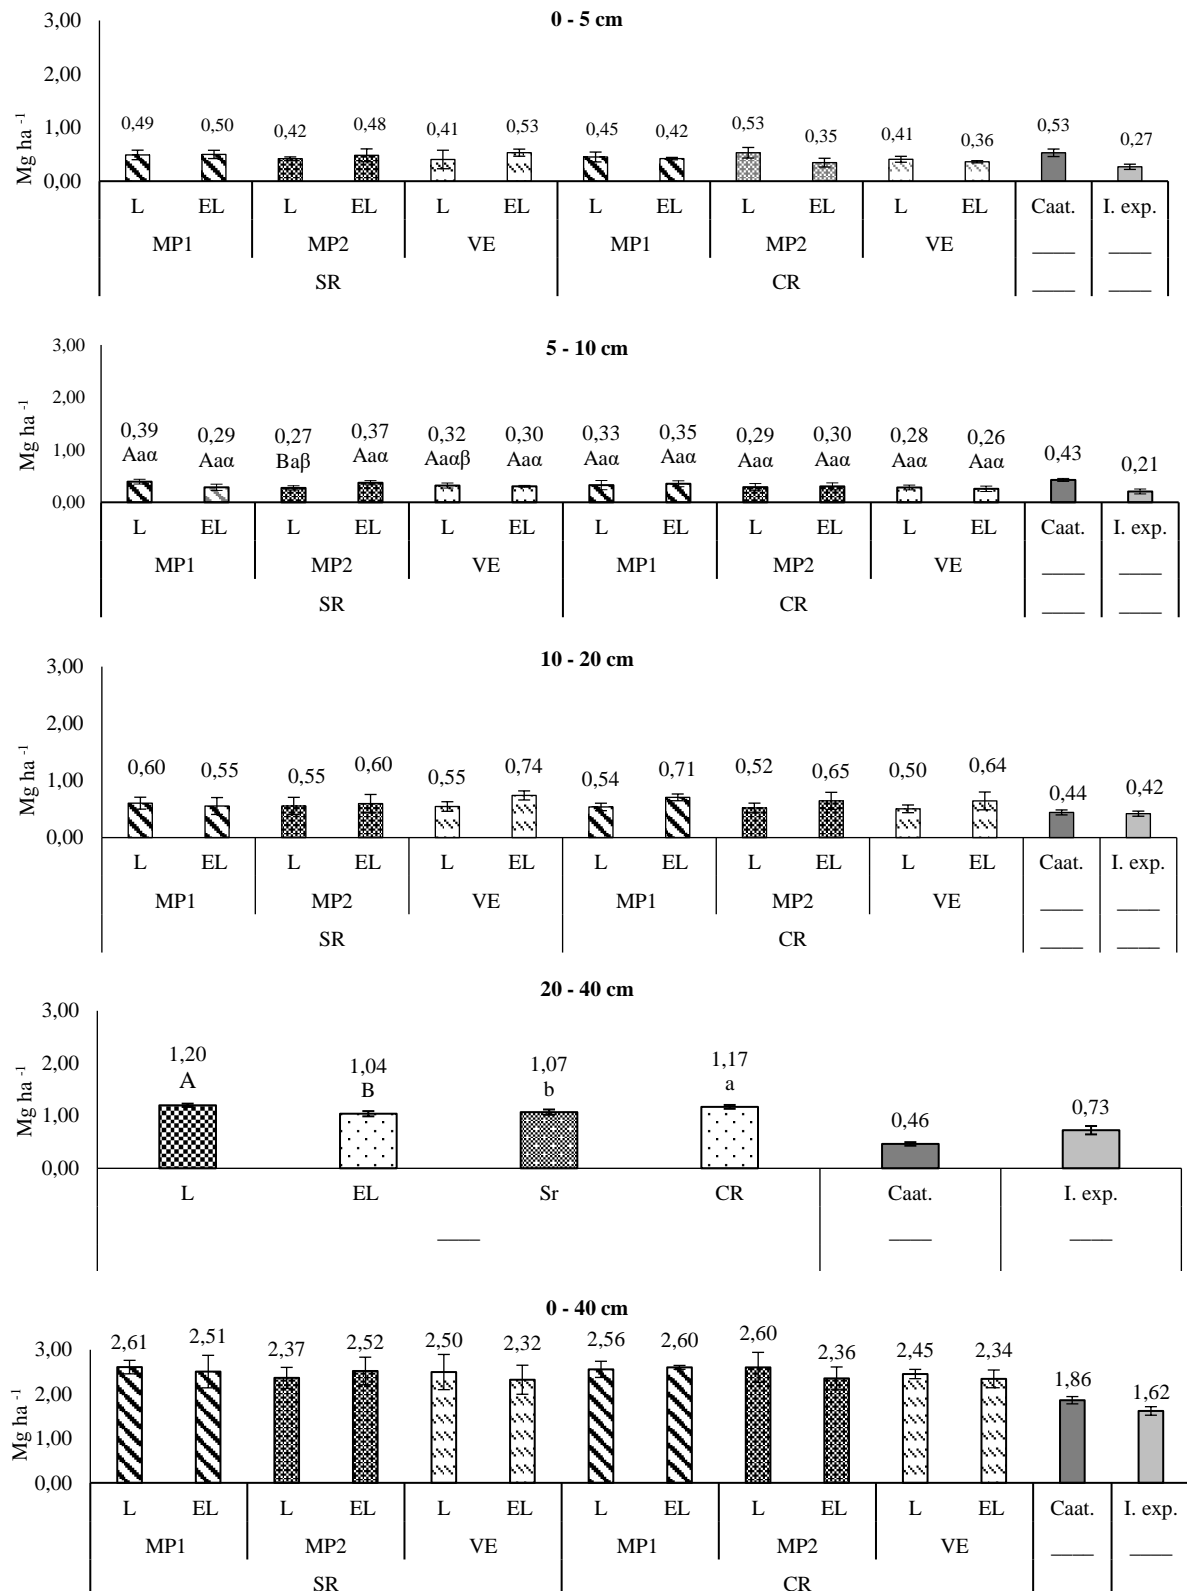 0 - 5 cm
3,00
2,00
1,00
0,00
Mg ha -1
0,49 0,50 0,42 0,48 0,41 0,53 0,45 0,42 0,53 0,35 0,41 0,36 0,53 0,27
L EL L EL L EL L EL L EL L EL Caat. I. exp.
MP1 MP2 VE MP1 MP2 VE
SR CR
5 - 10 cm
3,00
2,00
1,00
0,00
Mg ha -1
0,39 0,29 0,27 0,37 0,32 0,30 0,33 0,35 0,29 0,30 0,28 0,26 0,43 0,21
Aaα Aaα Baβ Aaα Aaαβ Aaα Aaα Aaα Aaα Aaα Aaα Aaα
L EL L EL L EL L EL L EL L EL Caat. I. exp.
MP1 MP2 VE MP1 MP2 VE
SR CR
10 - 20 cm
3,00
2,00
1,00
0,00
Mg ha -1
0,60 0,55 0,55 0,60 0,55 0,74 0,54 0,71 0,52 0,65 0,50 0,64 0,44 0,42
L EL L EL L EL L EL L EL L EL Caat. I. exp.
MP1 MP2 VE MP1 MP2 VE
SR CR
20 - 40 cm
3,00
2,00
1,00
0,00
Mg ha -1
1,20 1,04 1,07 1,17 0,46 0,73
A B b a
L EL Sr CR Caat. I. exp.
0 - 40 cm
3,00
2,00
1,00
0,00
Mg ha -1
2,61 2,51 2,37 2,52 2,50 2,32 2,56 2,60 2,60 2,36 2,45 2,34 1,86 1,62
L EL L EL L EL L EL L EL L EL Caat. I. exp.
MP1 MP2 VE MP1 MP2 VE
SR CR